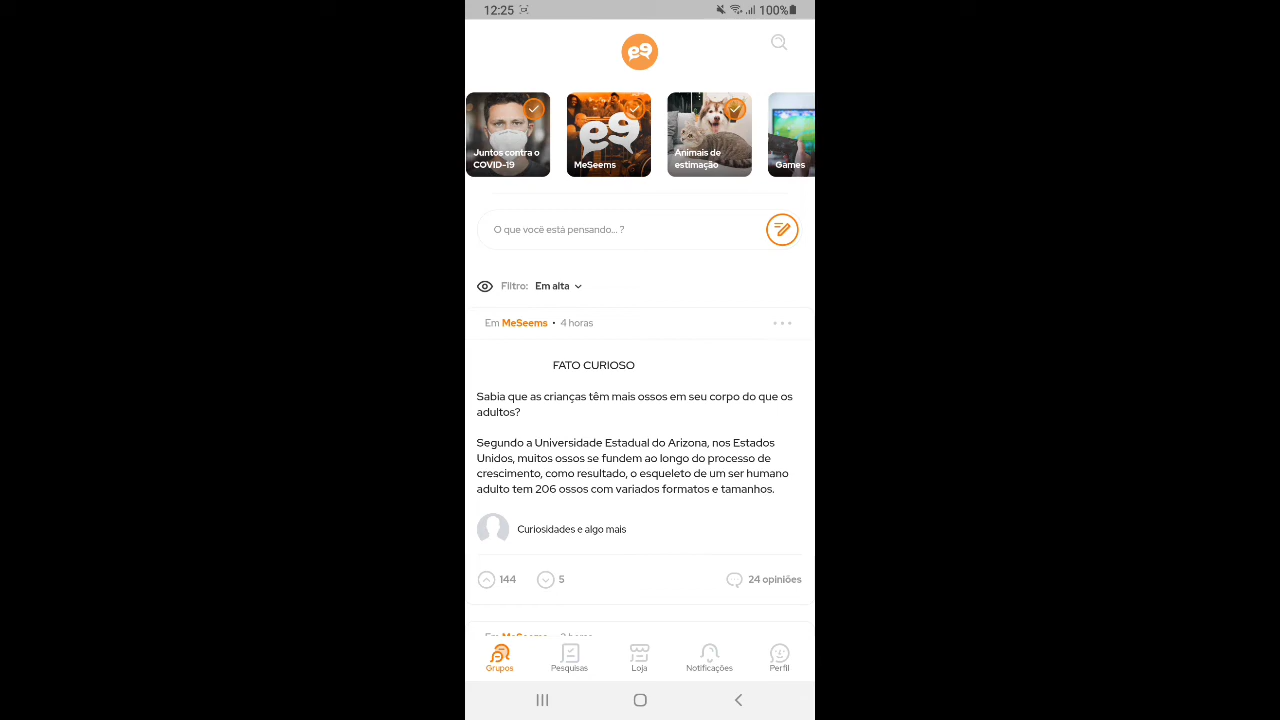 12:25
100%
e9
Juntos contra o
COVID-19
e9
MeSeems
Animais de
estimação
Games
O que você está pensando... ?
Filtro: Em alta
Em MeSeems • 4 horas
FATO CURIOSO
Sabia que as crianças têm mais ossos em seu corpo do que os
adultos?
Segundo a Universidade Estadual do Arizona, nos Estados
Unidos, muitos ossos se fundem ao longo do processo de
crescimento, como resultado, o esqueleto de um ser humano
adulto tem 206 ossos com variados formatos e tamanhos.
Curiosidades e algo mais
144 5 24 opiniões
Em MeSeems
Grupos Pesquisas Loja Notificações Perfil